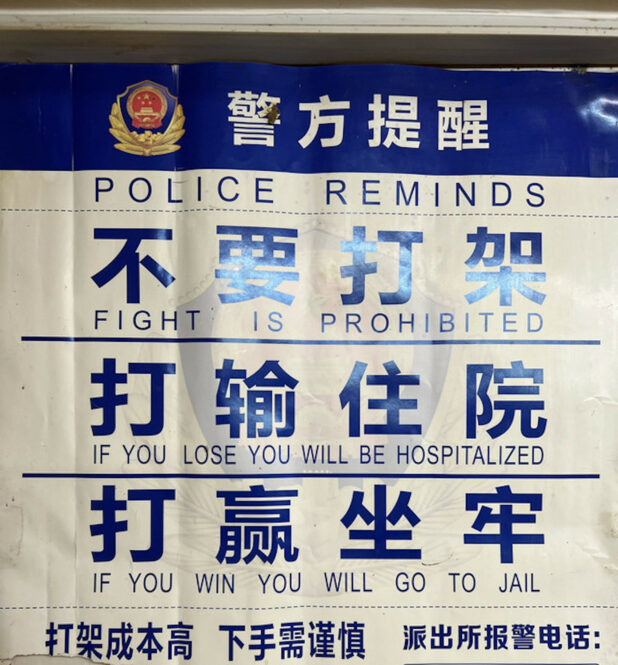 警方提醒
POLICE REMINDS
不要打架
FIGHT IS PROHIBITED
打输住院
IF YOU LOSE YOU WILL BE HOSPITALIZED
打赢坐牢
IF YOU WIN YOU WILL GO TO JAIL
打架成本高 下手需谨慎 派出所报警电话: